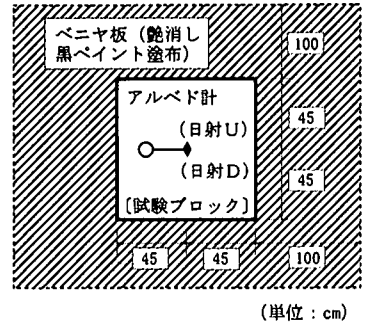 ベニヤ板（艶消し
黒ペイント塗布）
100
アルベド計
（日射U）
45
（日射D）
45
〔試験ブロック〕
45
45
100
（単位：cm）